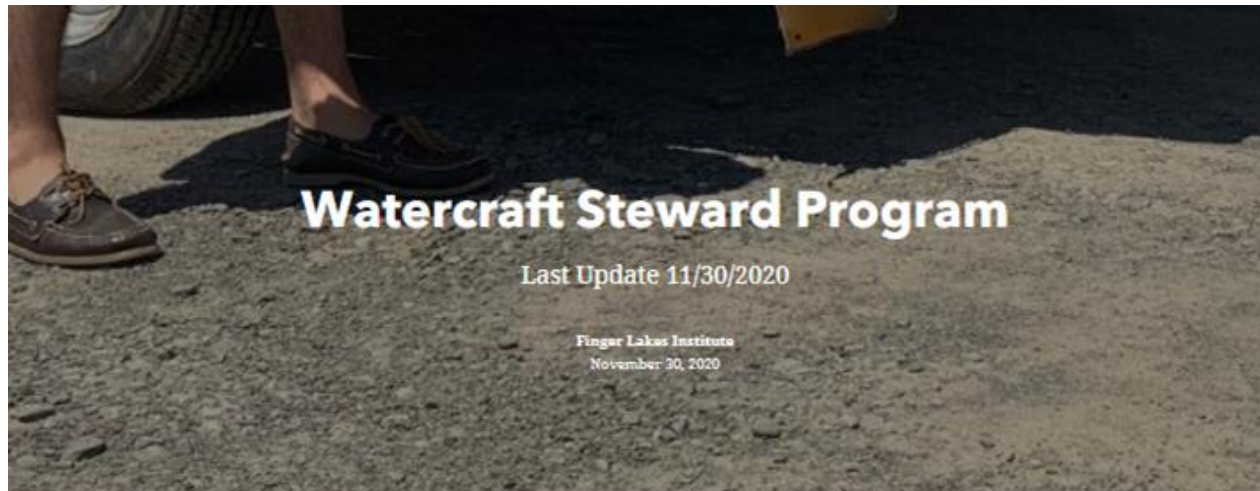 Watercraft Steward Program
Last Update 11/30/2020
Finger Lakes Institute
November 30, 2020